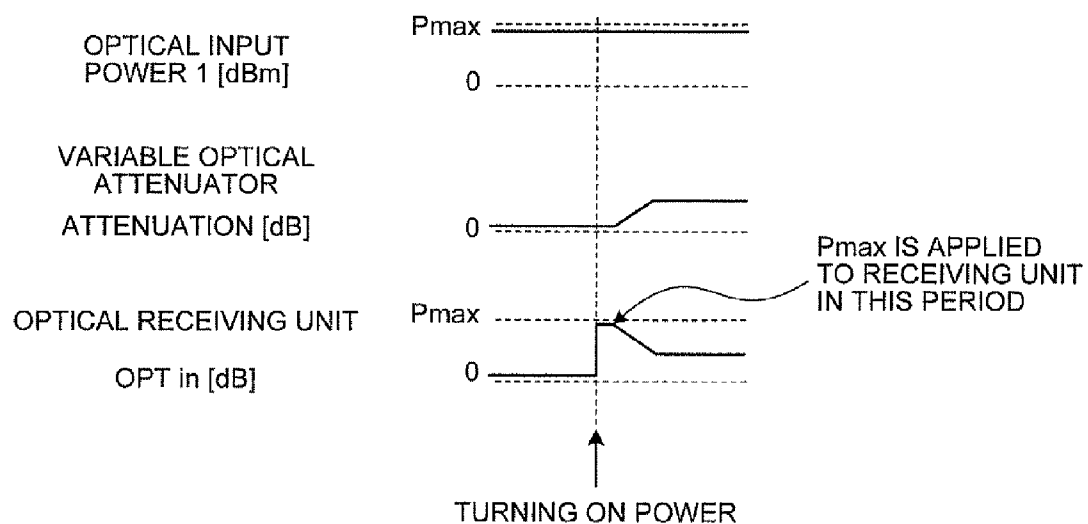 OPTICAL INPUT
POWER 1 [dBm]
Pmax
0
VARIABLE OPTICAL
ATTENUATOR
ATTENUATION [dB]
0
Pmax IS APPLIED
TO RECEIVING UNIT
IN THIS PERIOD
OPTICAL RECEIVING UNIT
OPT in [dB]
Pmax
0
TURNING ON POWER